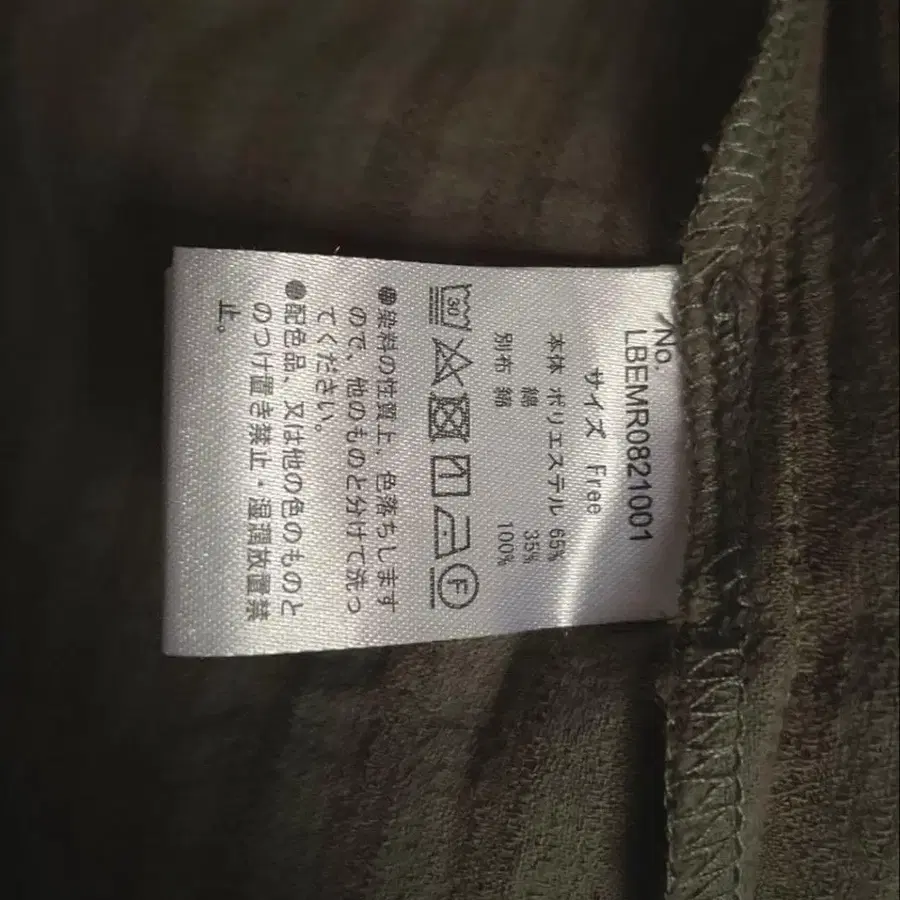 No.
LBEMR0821001
サイズ Free
本体 ポリエステル 65%
綿 35%
別布 綿 100%
30
F
●染料の性質上、色落ちします
ので、他のものと分けて洗っ
てください。
●配色品、又は他の色のものと
のつけ置き禁止・湿潤放置禁
止。